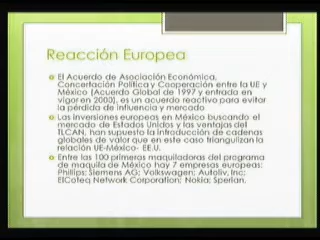 Reacción Europea
El Acuerdo de Asociación Económica,
Concertación Política y Cooperación entre la UE y
México (Acuerdo Global de 1997 y entrada en
vigor en 2000), es un acuerdo reactivo para evitar
la pérdida de influencia y mercado
Las inversiones europeas en México buscando el
mercado de Estados Unidos y las ventajas del
TLCAN, han supuesto la introducción de cadenas
globales de valor que en este caso triangulizan la
relación UE-México- EE.U.
Entre las 100 primeras maquiladoras del programa
de maquila de México hay 7 empresas europeas:
Phillips; Siemens AG; Volkswagen; Autoliv, Inc;
ElCoteq Network Corporation; Nokia; Sperian.